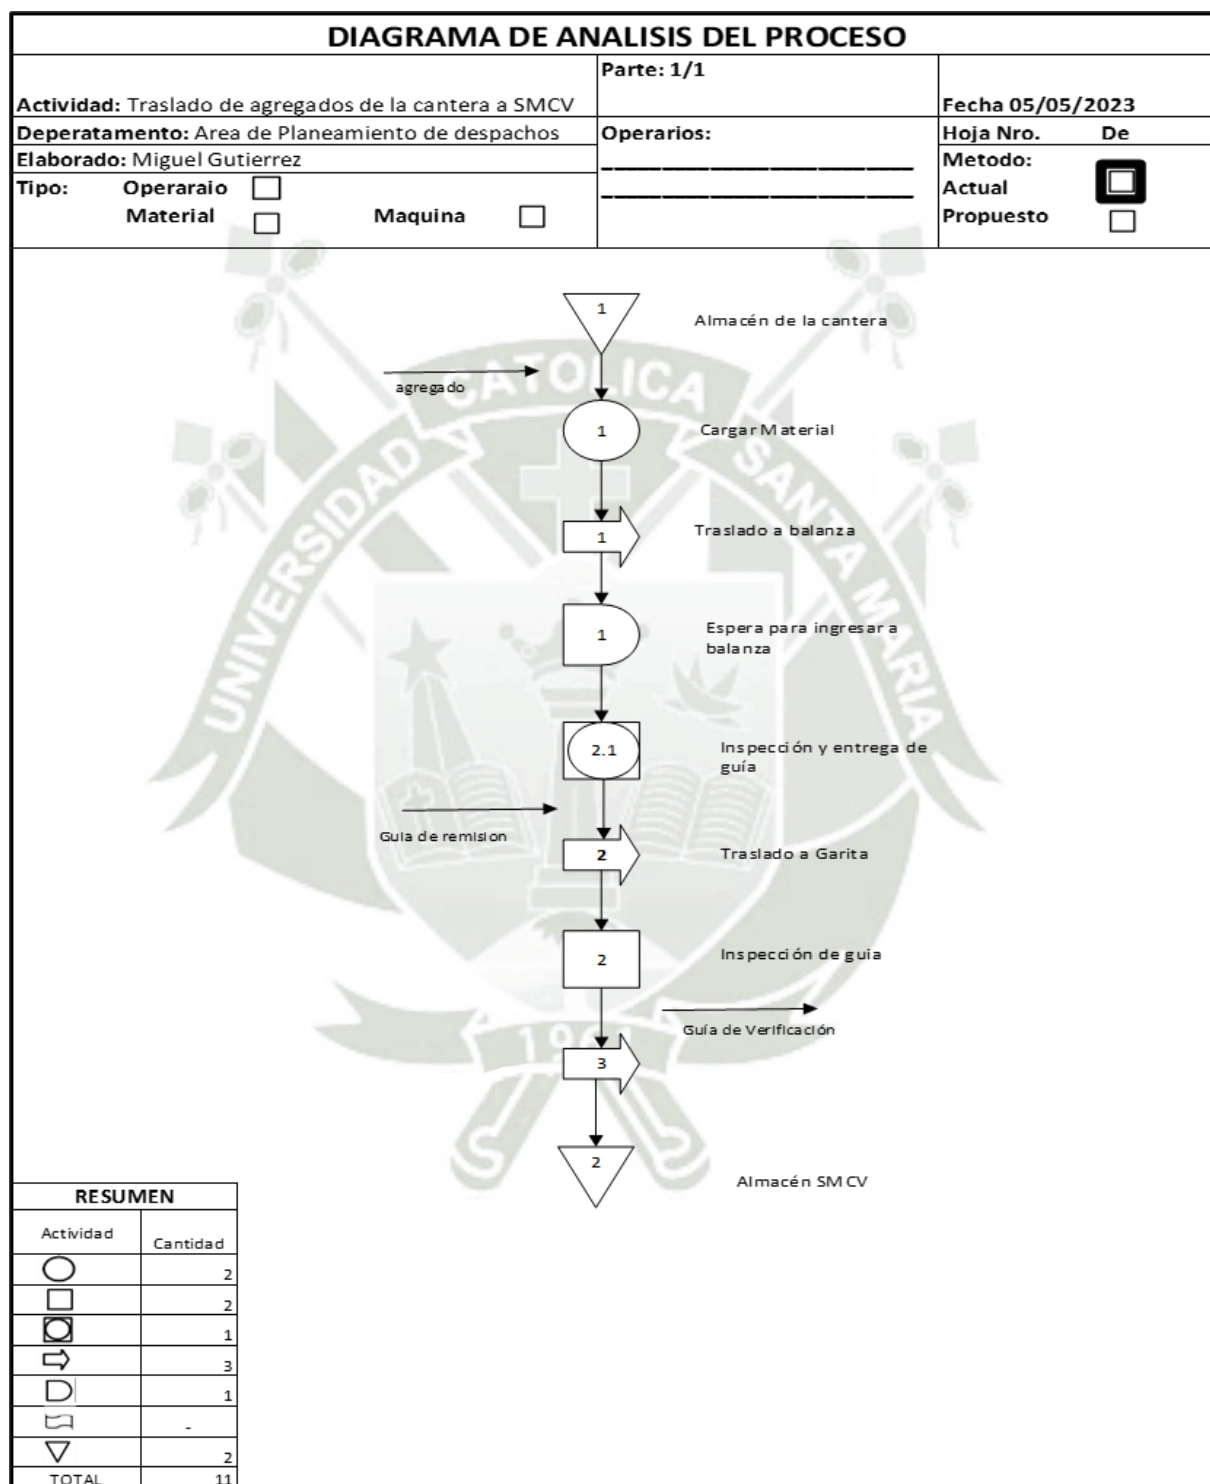 DIAGRAMA DE ANALISIS DEL PROCESO
Parte: 1/1
Actividad: Traslado de agregados de la cantera a SMCV
Fecha 05/05/2023
Deperatamento: Area de Planeamiento de despachos
Operarios:
Hoja Nro. De
Elaborado: Miguel Gutierrez
Metodo:
Tipo: Operaraio
Actual
Material Maquina
Propuesto
1
Almacén de la cantera
agregado
1
Cargar Material
1
Traslado a balanza
1
Espera para ingresar a
balanza
2.1
Inspección y entrega de
guía
Guia de remision
2
Traslado a Garita
2
Inspección de guia
Guía de Verificación
3
2
Almacén SMCV
RESUMEN
Actividad Cantidad
2
2
1
3
1
-
2
TOTAL 11
UNIVERSIDAD CATOLICA SANTA MARIA